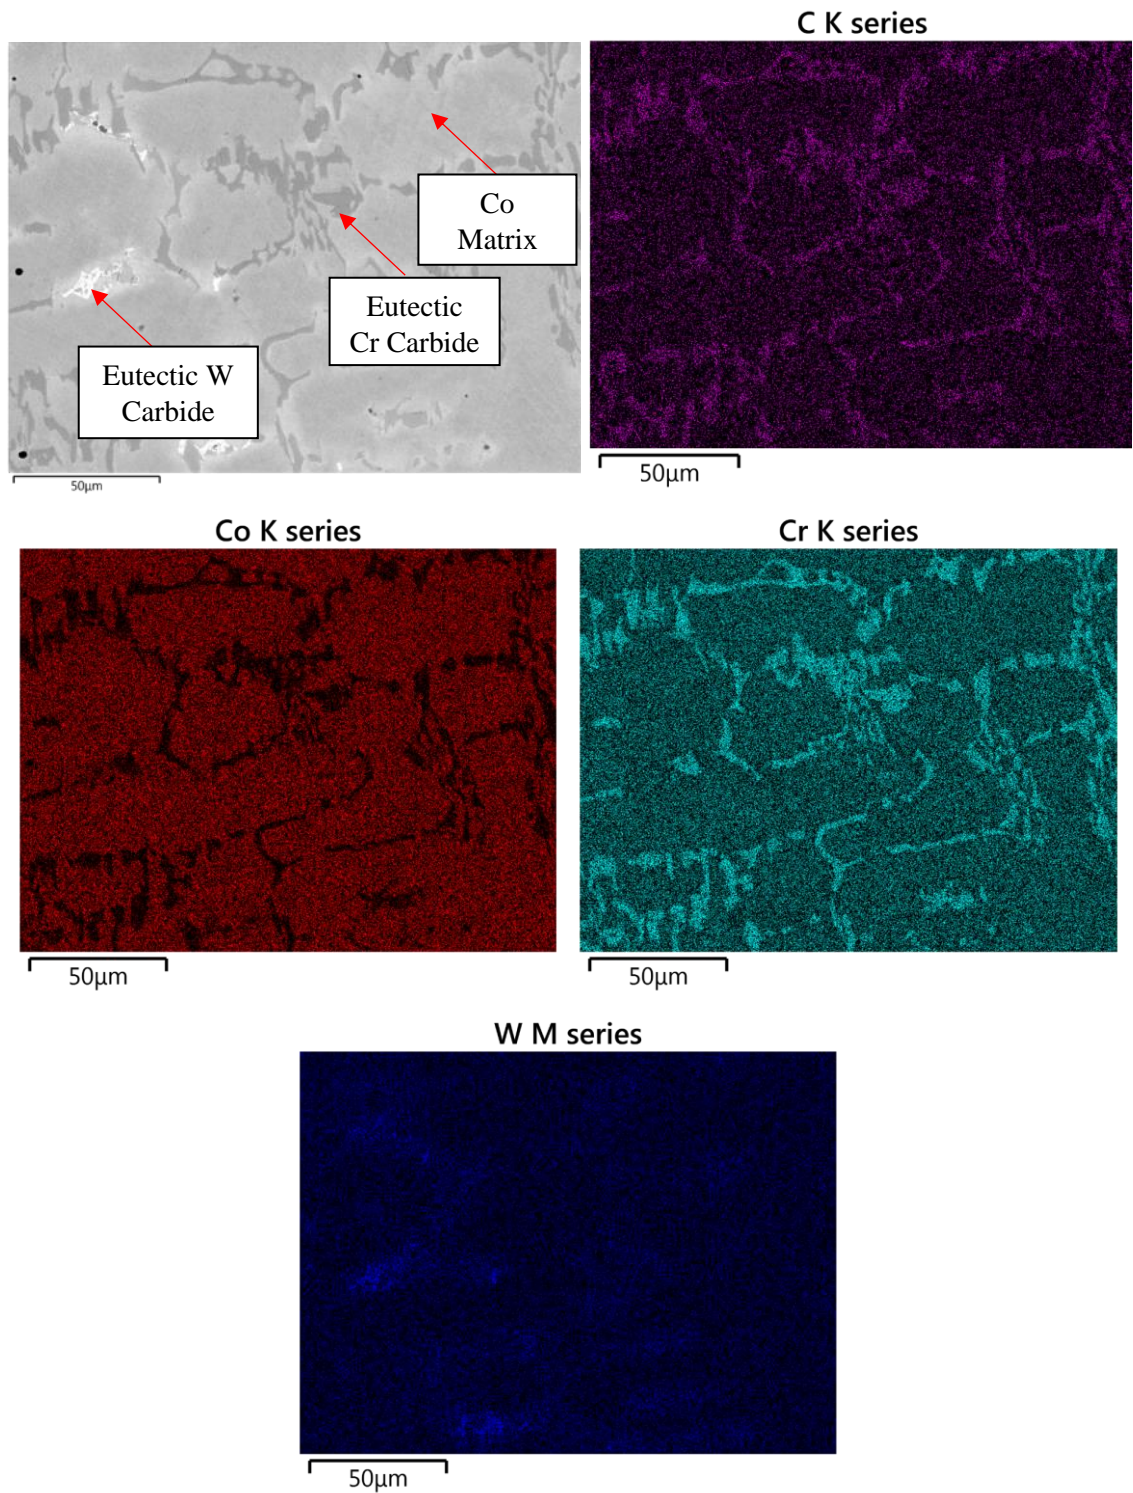 C K series
Co
Matrix
Eutectic
Cr Carbide
Eutectic W
Carbide
50μm
50μm
Co K series
Cr K series
50μm
50μm
W M series
50μm